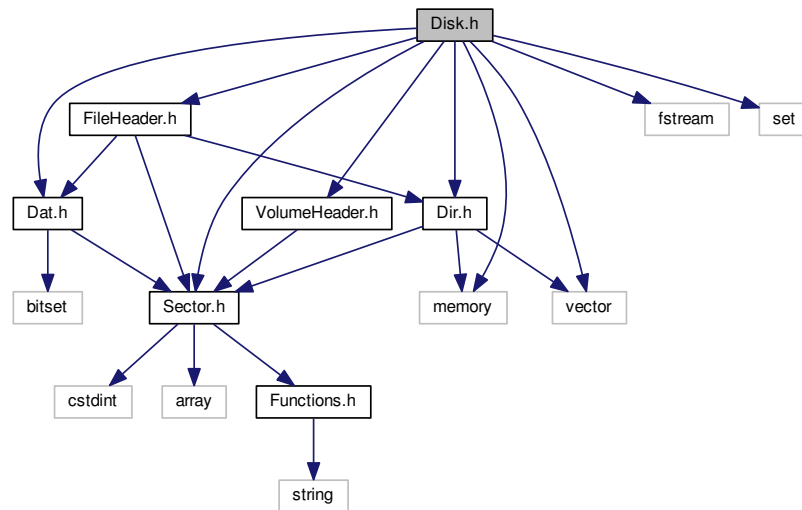 Disk.h
FileHeader.h
fstream
set
Dat.h
VolumeHeader.h
Dir.h
bitset
Sector.h
memory
vector
cstdint
array
Functions.h
string